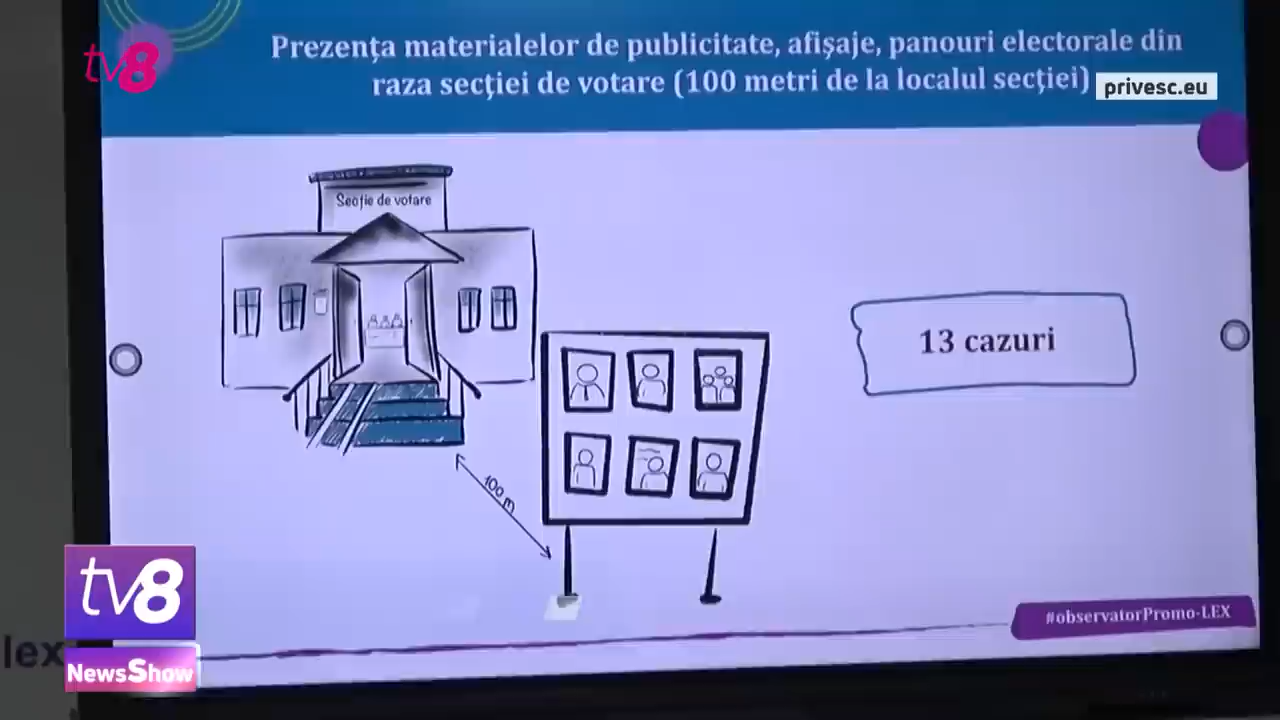 Prezența materialelor de publicitate, afișaje, panouri electorale din
raza secției de votare (100 metri de la localul secției)
tv8
privesc.eu
Secție de votare
13 cazuri
100 m
#observatorPromo-LEX
tv8
lex
NewsShow